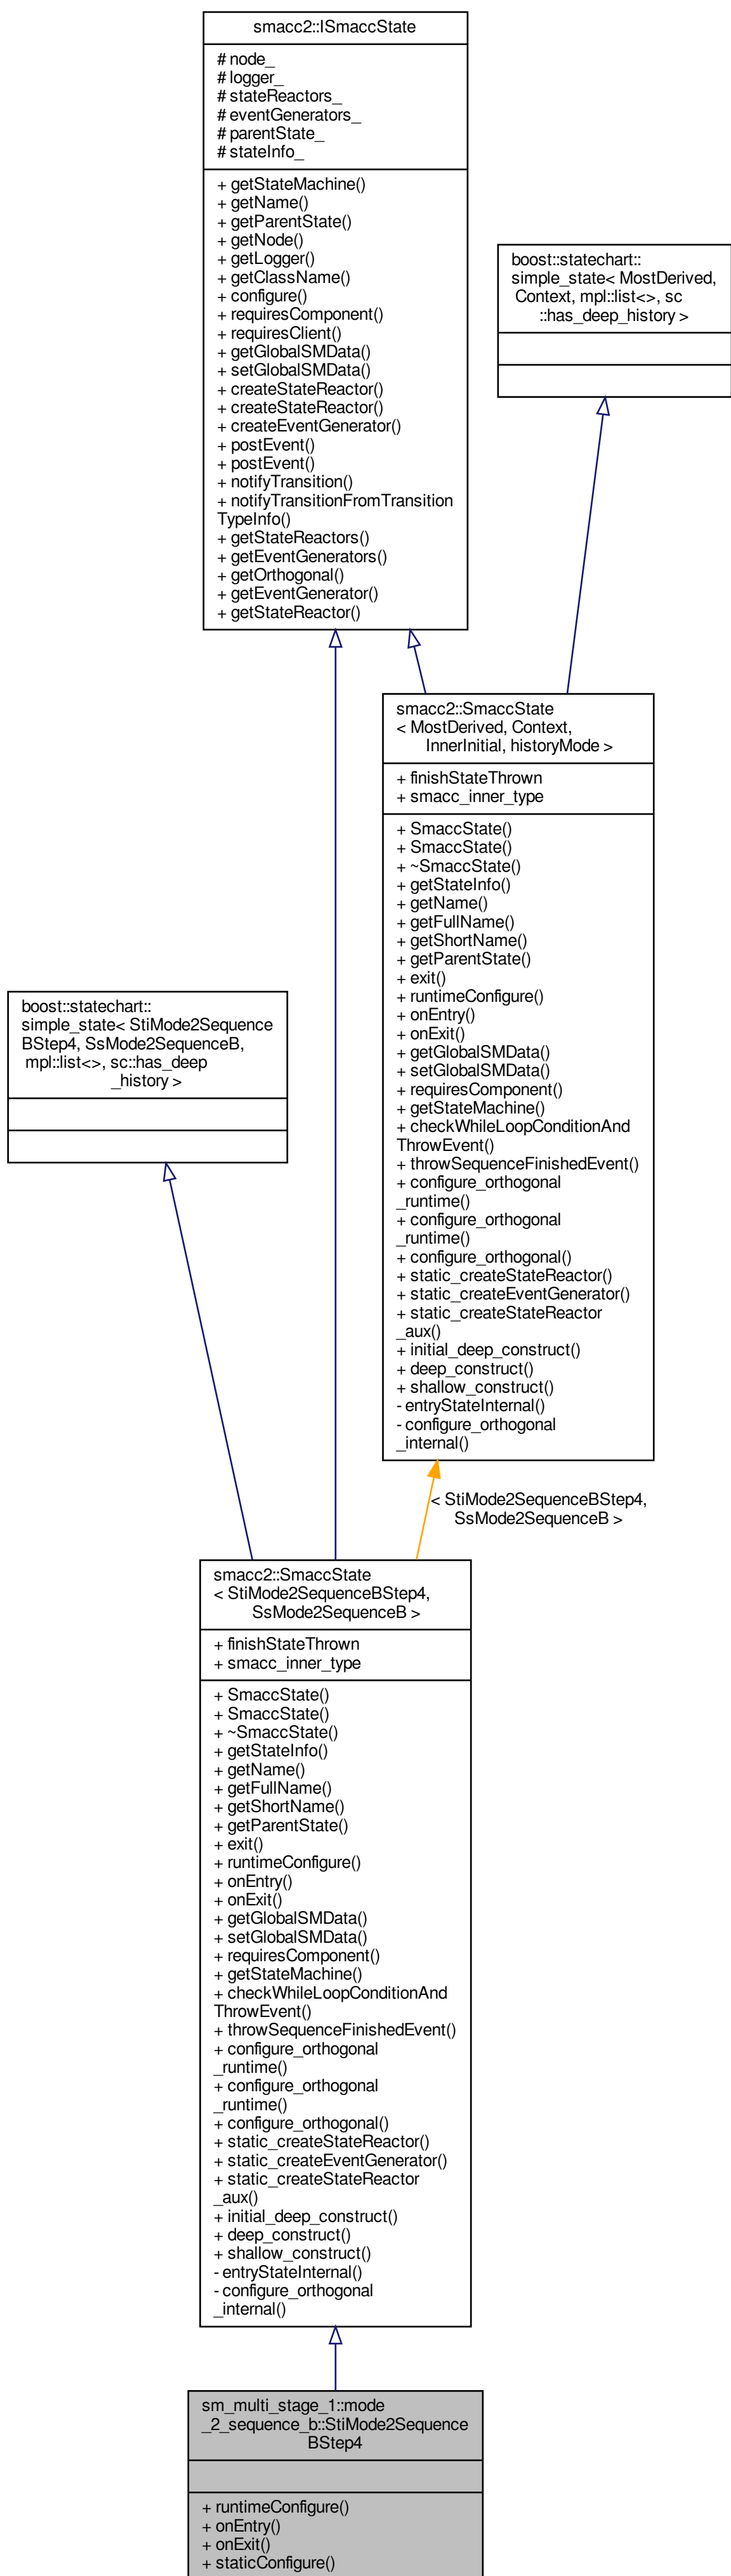 smacc2::ISmaccState
# node_
# logger_
# stateReactors_
# eventGenerators_
# parentState_
# stateInfo_
+ getStateMachine()
+ getName()
+ getParentState()
+ getNode()
+ getLogger()
+ getClassName()
+ configure()
+ requiresComponent()
+ requiresClient()
+ getGlobalSMData()
+ setGlobalSMData()
+ createStateReactor()
+ createStateReactor()
+ createEventGenerator()
+ postEvent()
+ postEvent()
+ notifyTransition()
+ notifyTransitionFromTransition
TypeInfo()
+ getStateReactors()
+ getEventGenerators()
+ getOrthogonal()
+ getEventGenerator()
+ getStateReactor()
boost::statechart::
simple_state< MostDerived,
Context, mpl::list<>, sc
::has_deep_history >
smacc2::SmaccState
< MostDerived, Context,
InnerInitial, historyMode >
+ finishStateThrown
+ smacc_inner_type
+ SmaccState()
+ SmaccState()
+ ~SmaccState()
+ getStateInfo()
+ getName()
+ getFullName()
+ getShortName()
+ getParentState()
+ exit()
+ runtimeConfigure()
+ onEntry()
+ onExit()
+ getGlobalSMData()
+ setGlobalSMData()
+ requiresComponent()
+ getStateMachine()
+ checkWhileLoopConditionAnd
ThrowEvent()
+ throwSequenceFinishedEvent()
+ configure_orthogonal
_runtime()
+ configure_orthogonal
_runtime()
+ configure_orthogonal()
+ static_createStateReactor()
+ static_createEventGenerator()
+ static_createStateReactor
_aux()
+ initial_deep_construct()
+ deep_construct()
+ shallow_construct()
- entryStateInternal()
- configure_orthogonal
_internal()
boost::statechart::
simple_state< StiMode2Sequence
BStep4, SsMode2SequenceB,
mpl::list<>, sc::has_deep
_history >
< StiMode2SequenceBStep4,
SsMode2SequenceB >
smacc2::SmaccState
< StiMode2SequenceBStep4,
SsMode2SequenceB >
+ finishStateThrown
+ smacc_inner_type
+ SmaccState()
+ SmaccState()
+ ~SmaccState()
+ getStateInfo()
+ getName()
+ getFullName()
+ getShortName()
+ getParentState()
+ exit()
+ runtimeConfigure()
+ onEntry()
+ onExit()
+ getGlobalSMData()
+ setGlobalSMData()
+ requiresComponent()
+ getStateMachine()
+ checkWhileLoopConditionAnd
ThrowEvent()
+ throwSequenceFinishedEvent()
+ configure_orthogonal
_runtime()
+ configure_orthogonal
_runtime()
+ configure_orthogonal()
+ static_createStateReactor()
+ static_createEventGenerator()
+ static_createStateReactor
_aux()
+ initial_deep_construct()
+ deep_construct()
+ shallow_construct()
- entryStateInternal()
- configure_orthogonal
_internal()
sm_multi_stage_1::mode
_2_sequence_b::StiMode2Sequence
BStep4
+ runtimeConfigure()
+ onEntry()
+ onExit()
+ staticConfigure()